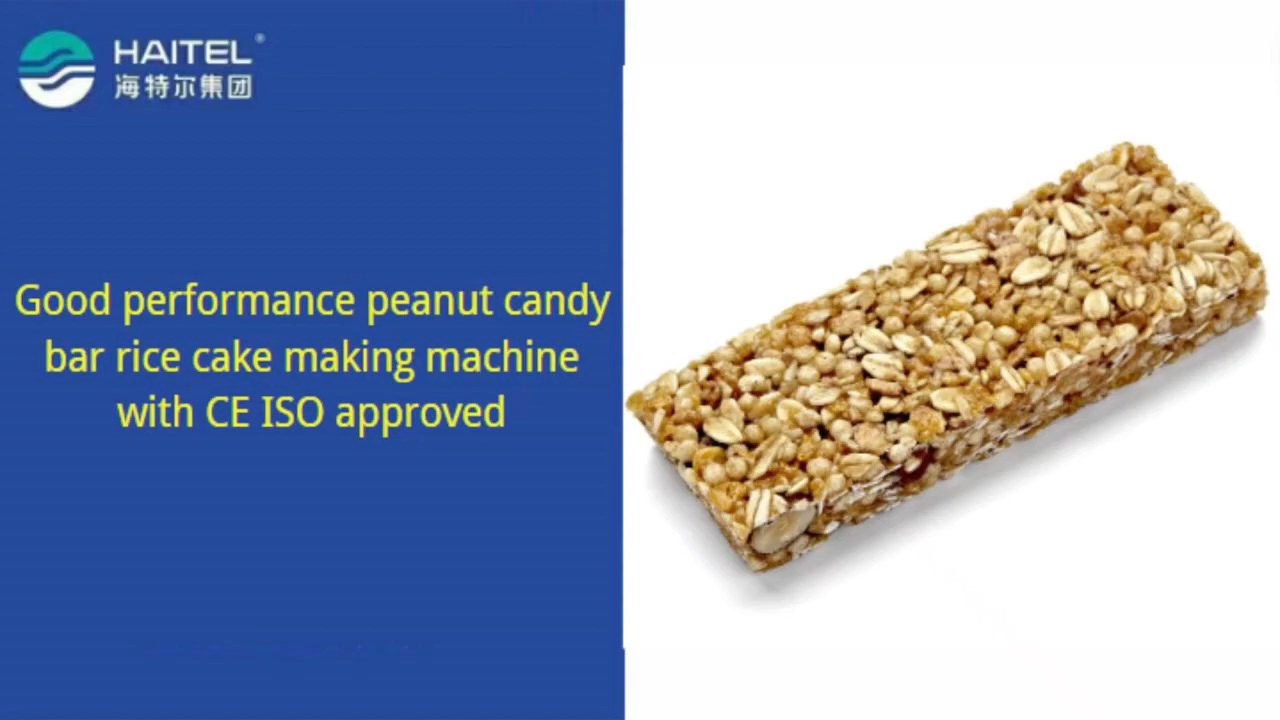 HAITEL®
海特尔集团
Good performance peanut candy
bar rice cake making machine
with CE ISO approved